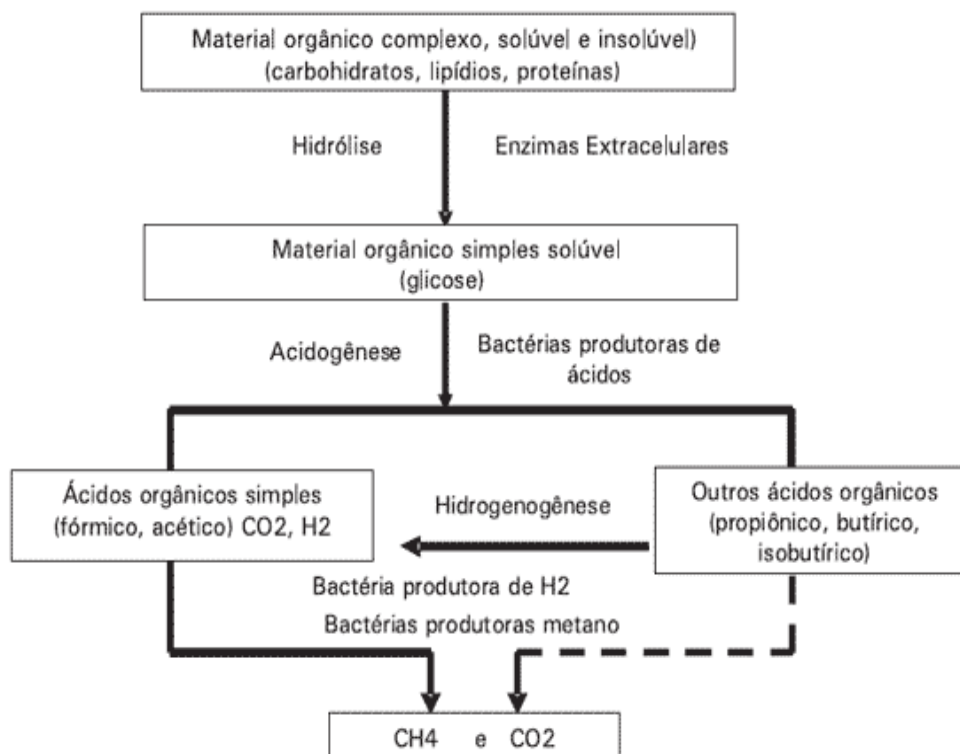 Material orgânico complexo, solúvel e insolúvel)
(carbohidratos, lipídios, proteínas)
Hidrólise
Enzimas Extracelulares
Material orgânico simples solúvel
(glicose)
Acidogênese
Bactérias produtoras de
ácidos
Ácidos orgânicos simples
(fórmico, acético) CO2, H2
Hidrogenogênese
Outros ácidos orgânicos
(propiônico, butírico,
isobutírico)
Bactéria produtora de H2
Bactérias produtoras metano
CH4 e CO2